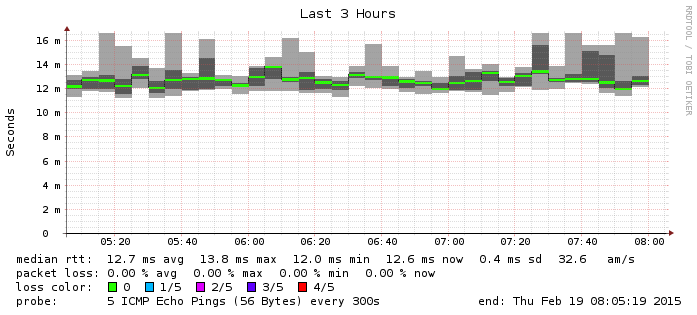 Last 3 Hours
RRDTOOL / TOBI OETIKER
Seconds
16 m
14 m
12 m
10 m
8 m
6 m
4 m
2 m
0
05:20 05:40 06:00 06:20 06:40 07:00 07:20 07:40 08:00
median rtt: 12.7 ms avg 13.8 ms max 12.0 ms min 12.6 ms now 0.4 ms sd 32.6 am/s
packet loss: 0.00 % avg 0.00 % max 0.00 % min 0.00 % now
loss color: 0 1/5 2/5 3/5 4/5
probe: 5 ICMP Echo Pings (56 Bytes) every 300s end: Thu Feb 19 08:05:19 2015